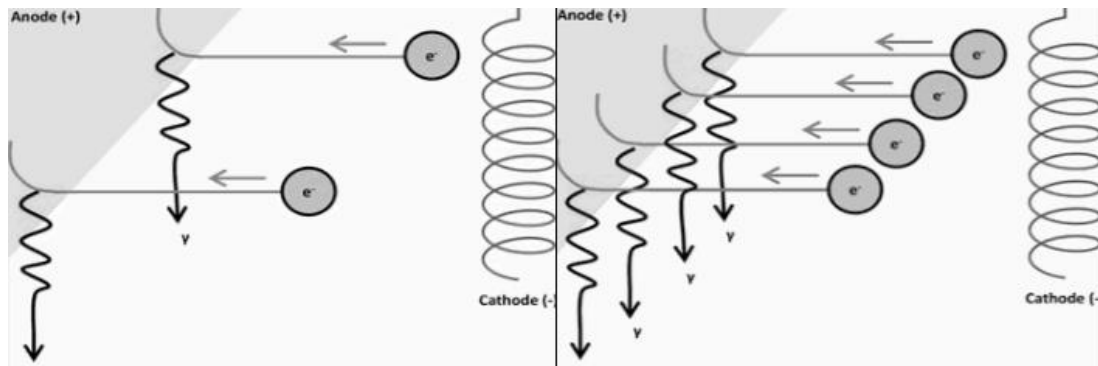 Anode (+)
e-
e-
γ
Cathode (-)
Anode (+)
e-
e-
e-
e-
γ
γ
γ
Cathode (-